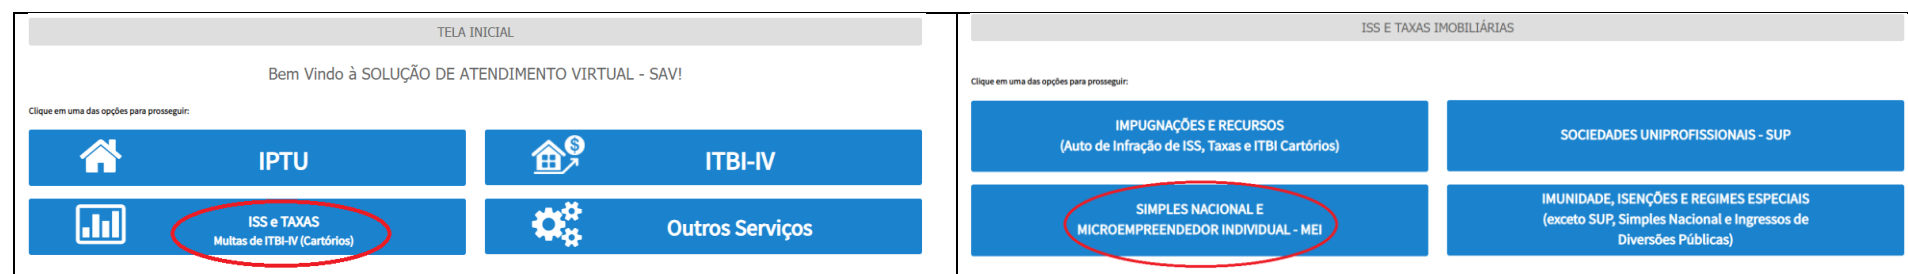 TELA INICIAL
Bem Vindo à SOLUÇÃO DE ATENDIMENTO VIRTUAL - SAV!
Clique em uma das opções para prosseguir:
IPTU
ITBI-IV
ISS e TAXAS
Multas de ITBI-IV (Cartórios)
Outros Serviços
ISS E TAXAS IMOBILIÁRIAS
Clique em uma das opções para prosseguir:
IMPUGNAÇÕES E RECURSOS
(Auto de Infração de ISS, Taxas e ITBI Cartórios)
SOCIEDADES UNIPROFISSIONAIS - SUP
SIMPLES NACIONAL E
MICROEMPREENDEDOR INDIVIDUAL - MEI
IMUNIDADE, ISENÇÕES E REGIMES ESPECIAIS
(exceto SUP, Simples Nacional e Ingressos de
Diversões Públicas)